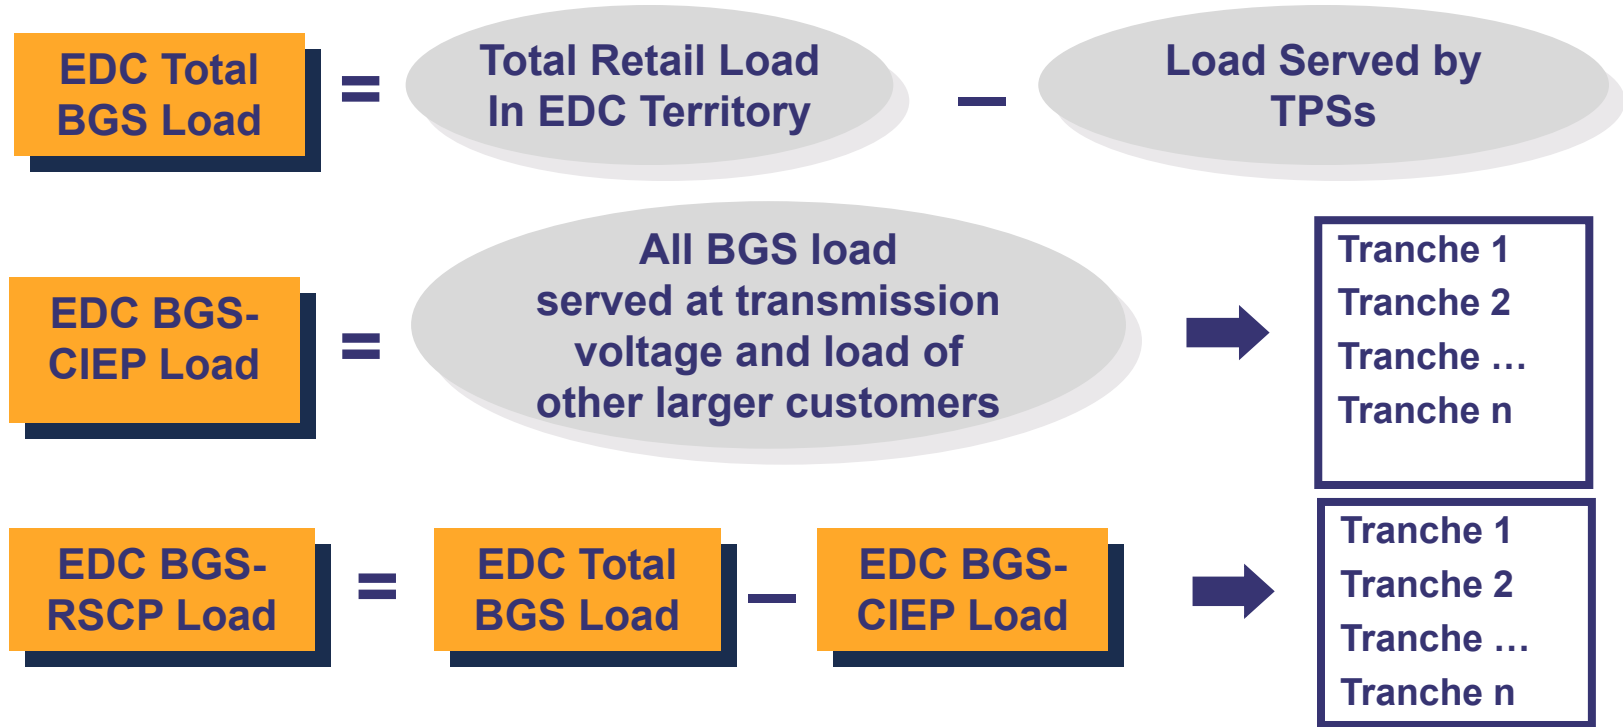 EDC Total
BGS Load
=
Total Retail Load
In EDC Territory
–
Load Served by
TPSs
EDC BGS-
CIEP Load
=
All BGS load
served at transmission
voltage and load of
other larger customers
Tranche 1
Tranche 2
Tranche …
Tranche n
EDC BGS-
RSCP Load
=
EDC Total
BGS Load
–
EDC BGS-
CIEP Load
Tranche 1
Tranche 2
Tranche …
Tranche n